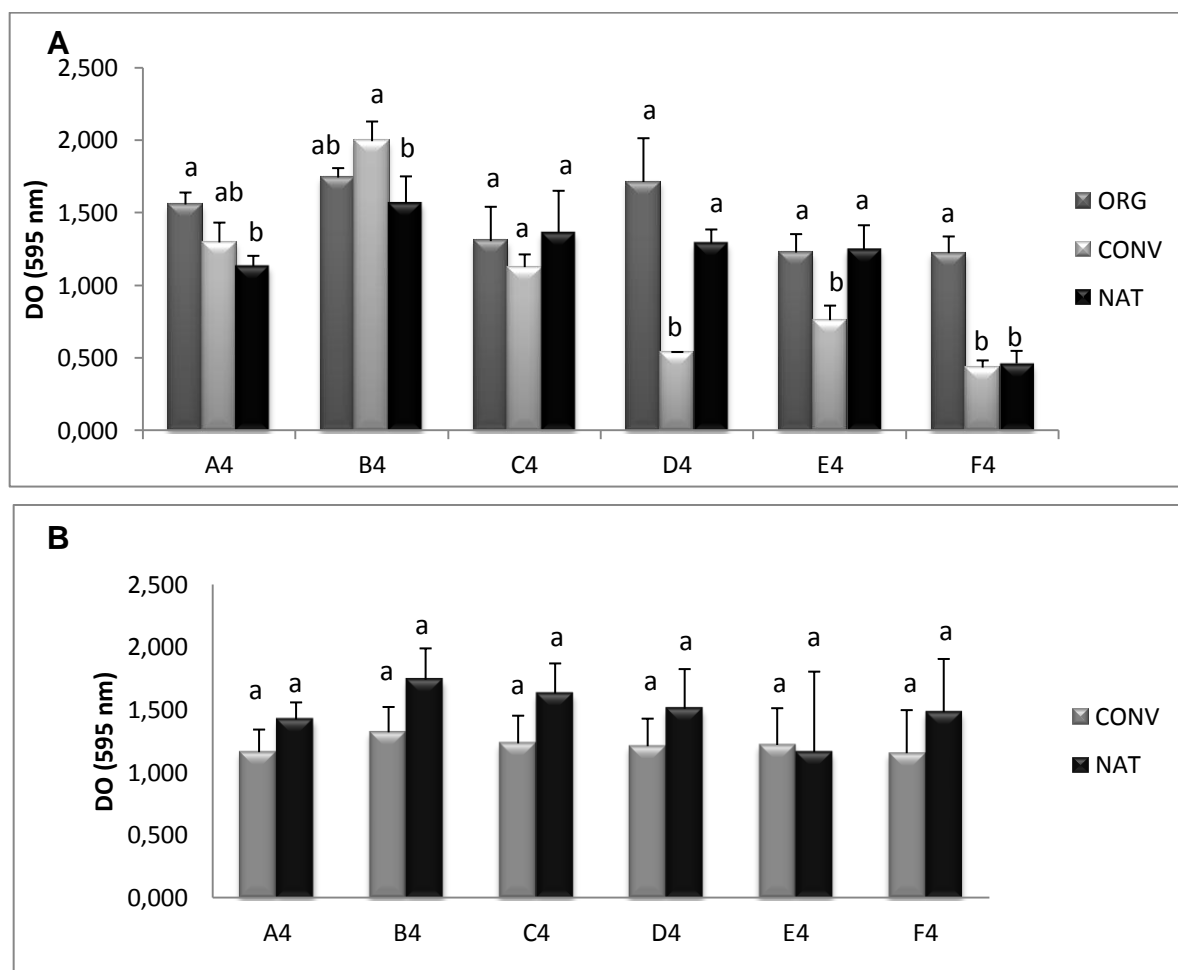 A
2,500
2,000
1,500
1,000
0,500
0,000
DO (595 nm)
a ab b
ab a b
a a a
a b a
a b a
a b b
A4 B4 C4 D4 E4 F4
ORG
CONV
NAT
B
2,500
2,000
1,500
1,000
0,500
0,000
DO (595 nm)
a a
a a
a a
a a
a a
a a
A4 B4 C4 D4 E4 F4
CONV
NAT